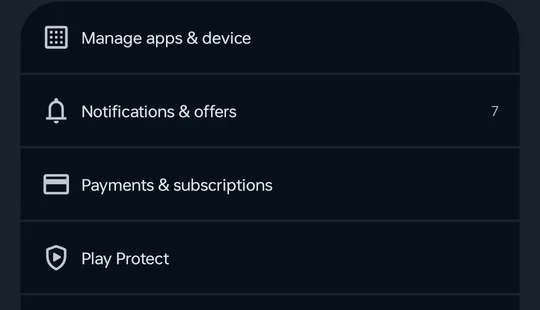 Manage apps & device
Notifications & offers 7
Payments & subscriptions
Play Protect